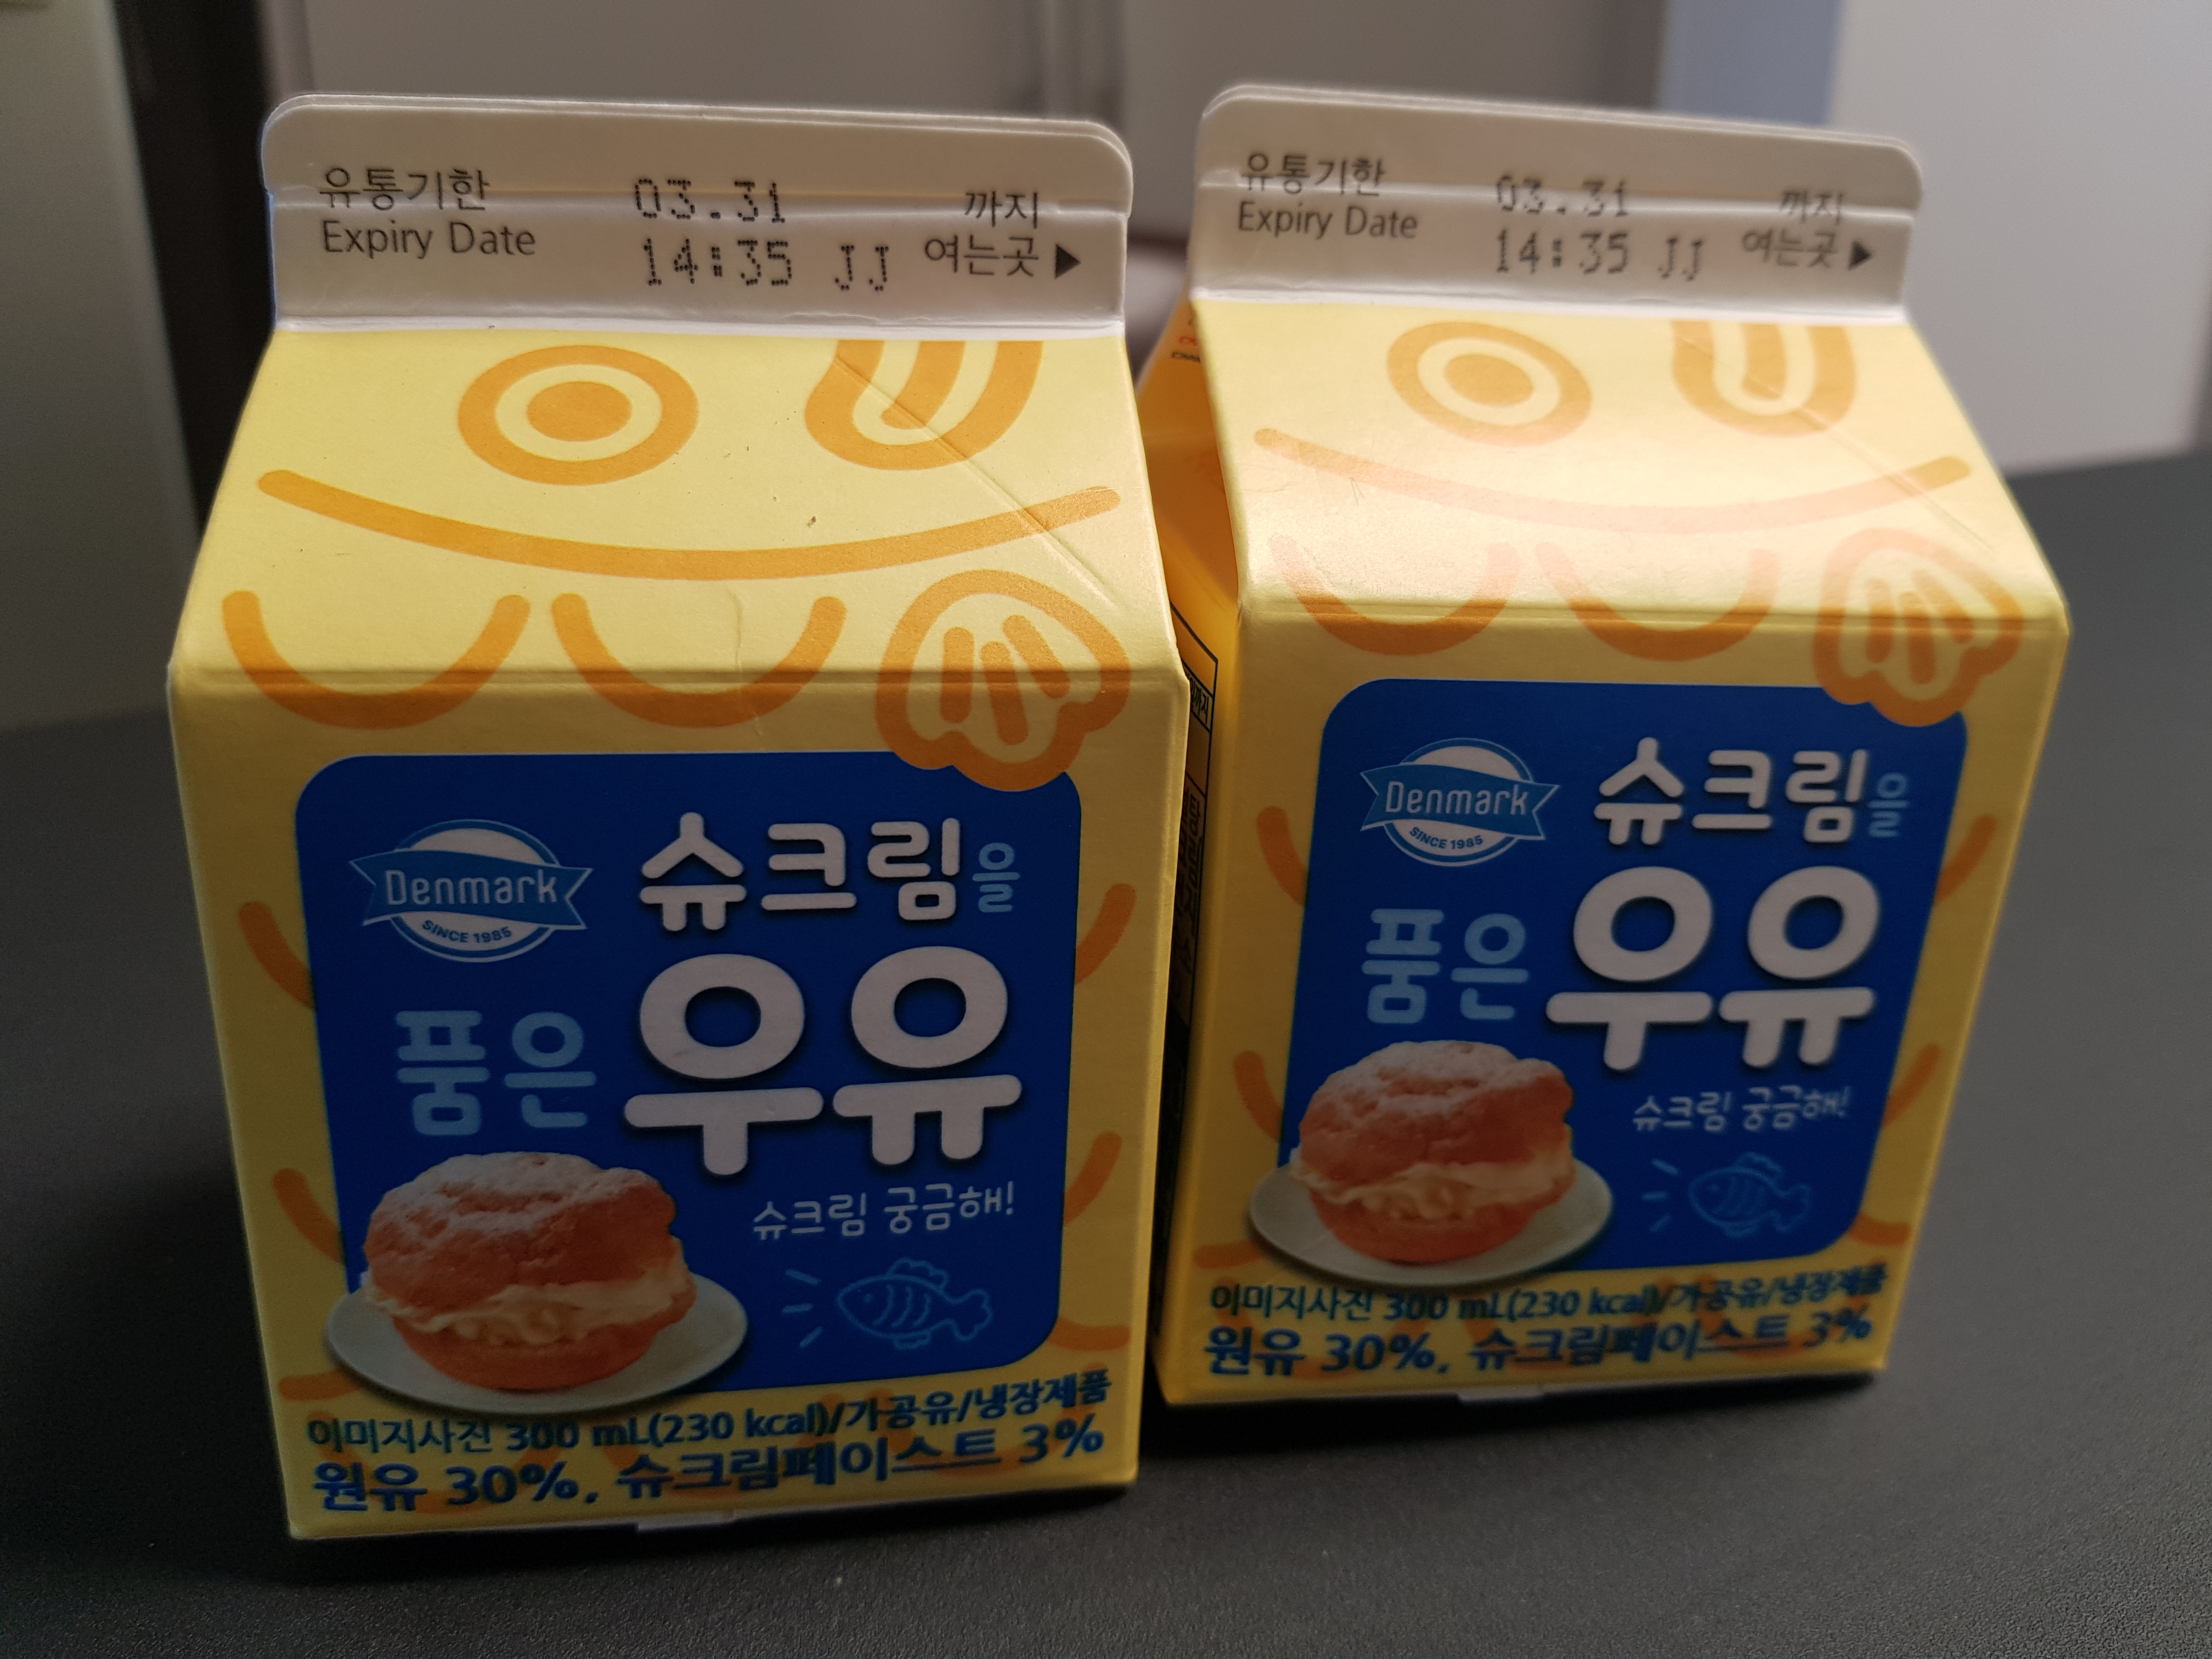 유통기한 03.31 까지
Expiry Date 14:35 JJ 여는곳▶
Denmark
SINCE 1985
슈크림을
품은 우유
슈크림 궁금해!
이미지사진 300 mL(230 kcal)/가공유/냉장제품
원유 30%, 슈크림페이스트 3%
유통기한 03.31 까지
Expiry Date 14:35 JJ 여는곳▶
Denmark
SINCE 1985
슈크림을
품은 우유
슈크림 궁금해!
이미지사진 300 mL(230 kcal)/가공유/냉장제품
원유 30%, 슈크림페이스트 3%